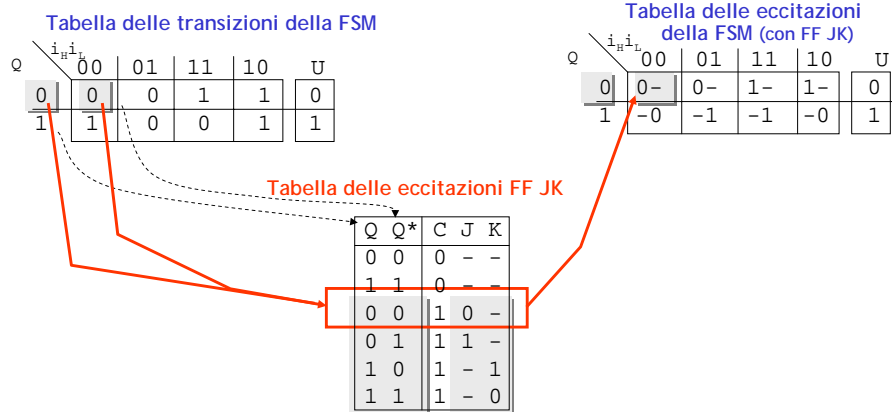 Tabella delle transizioni della FSM
Q iHiL 00 01 11 10 U
0 0 0 1 1 0
1 1 0 0 1 1
Tabella delle eccitazioni
della FSM (con FF JK)
Q iHiL 00 01 11 10 U
0 0- 0- 1- 1- 0
1 -0 -1 -1 -0 1
Tabella delle eccitazioni FF JK
Q Q* C J K
0 0 0 - -
1 1 0 - -
0 0 1 0 -
0 1 1 1 -
1 0 1 - 1
1 1 1 - 0